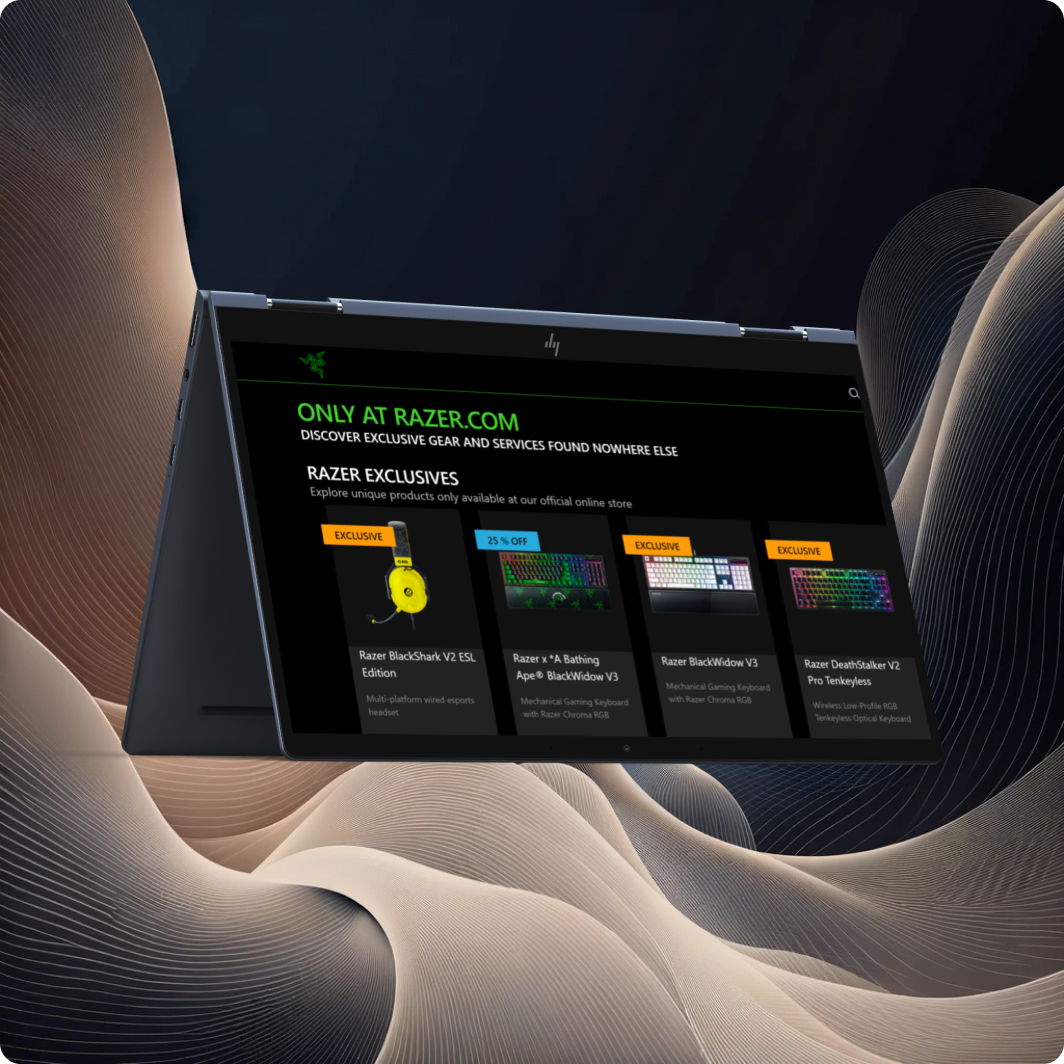 hp
ONLY AT RAZER.COM
DISCOVER EXCLUSIVE GEAR AND SERVICES FOUND NOWHERE ELSE
RAZER EXCLUSIVES
Explore unique products only available at our official online store
EXCLUSIVE
25 % OFF
EXCLUSIVE
EXCLUSIVE
Razer BlackShark V2 ESL
Edition
Multi-platform wired esports
headset
Razer x *A Bathing
Ape® BlackWidow V3
Mechanical Gaming Keyboard
with Razer Chroma RGB
Razer BlackWidow V3
Mechanical Gaming Keyboard
with Razer Chroma RGB
Razer DeathStalker V2
Pro Tenkeyless
Wireless Low-Profile RGB
Tenkeyless Optical Keyboard